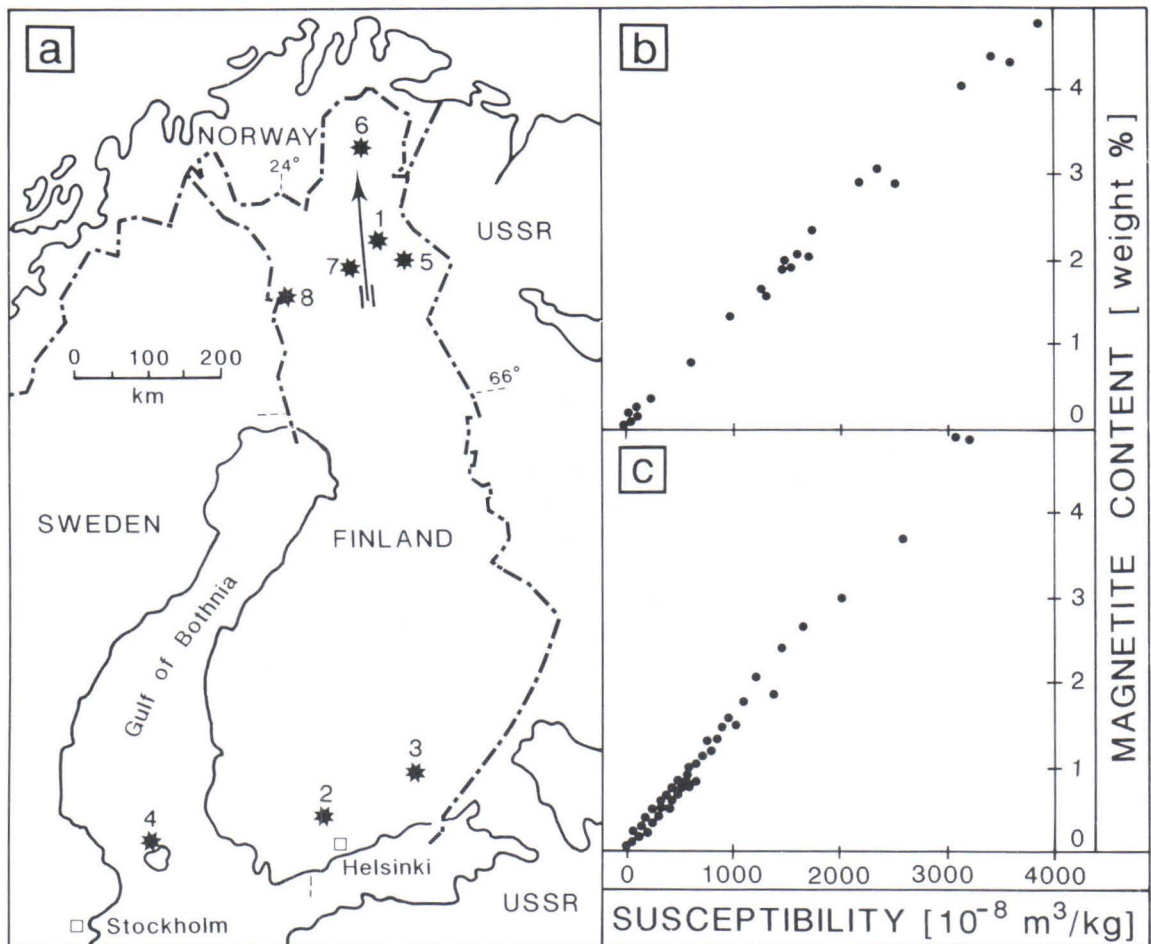 a
NORWAY
24°
6
1
5
7
8
USSR
0 100 200
km
66°
SWEDEN
FINLAND
Gulf of Bothnia
3
2
4
Helsinki
Stockholm
USSR
b
4
3
2
1
0
c
4
3
2
1
0
0 1000 2000 3000 4000
SUSCEPTIBILITY [10⁻⁸ m³/kg]
MAGNETITE CONTENT [weight %]